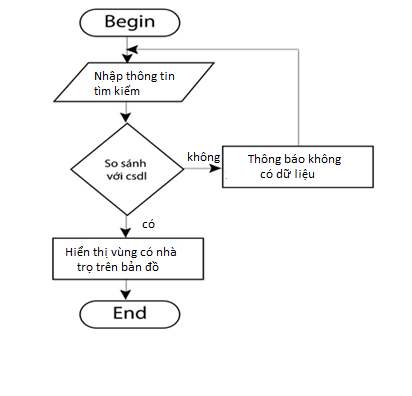 Begin
Nhập thông tin
tìm kiếm
So sánh
với csdl
không
Thông báo không
có dữ liệu
có
Hiển thị vùng có nhà
trọ trên bản đồ
End